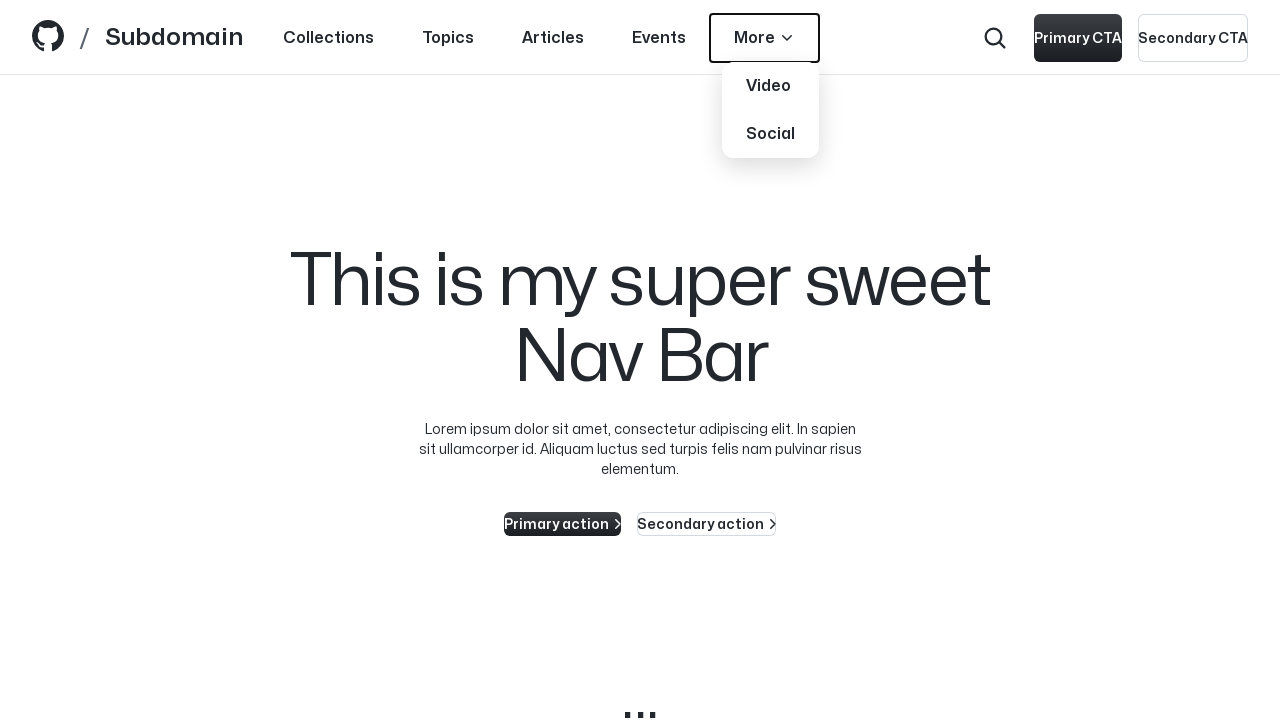 / Subdomain Collections Topics Articles Events More Primary CTA Secondary CTA
Video
Social
This is my super sweet
Nav Bar
Lorem ipsum dolor sit amet, consectetur adipiscing elit. In sapien
sit ullamcorper id. Aliquam luctus sed turpis felis nam pulvinar risus
elementum.
Primary action Secondary action